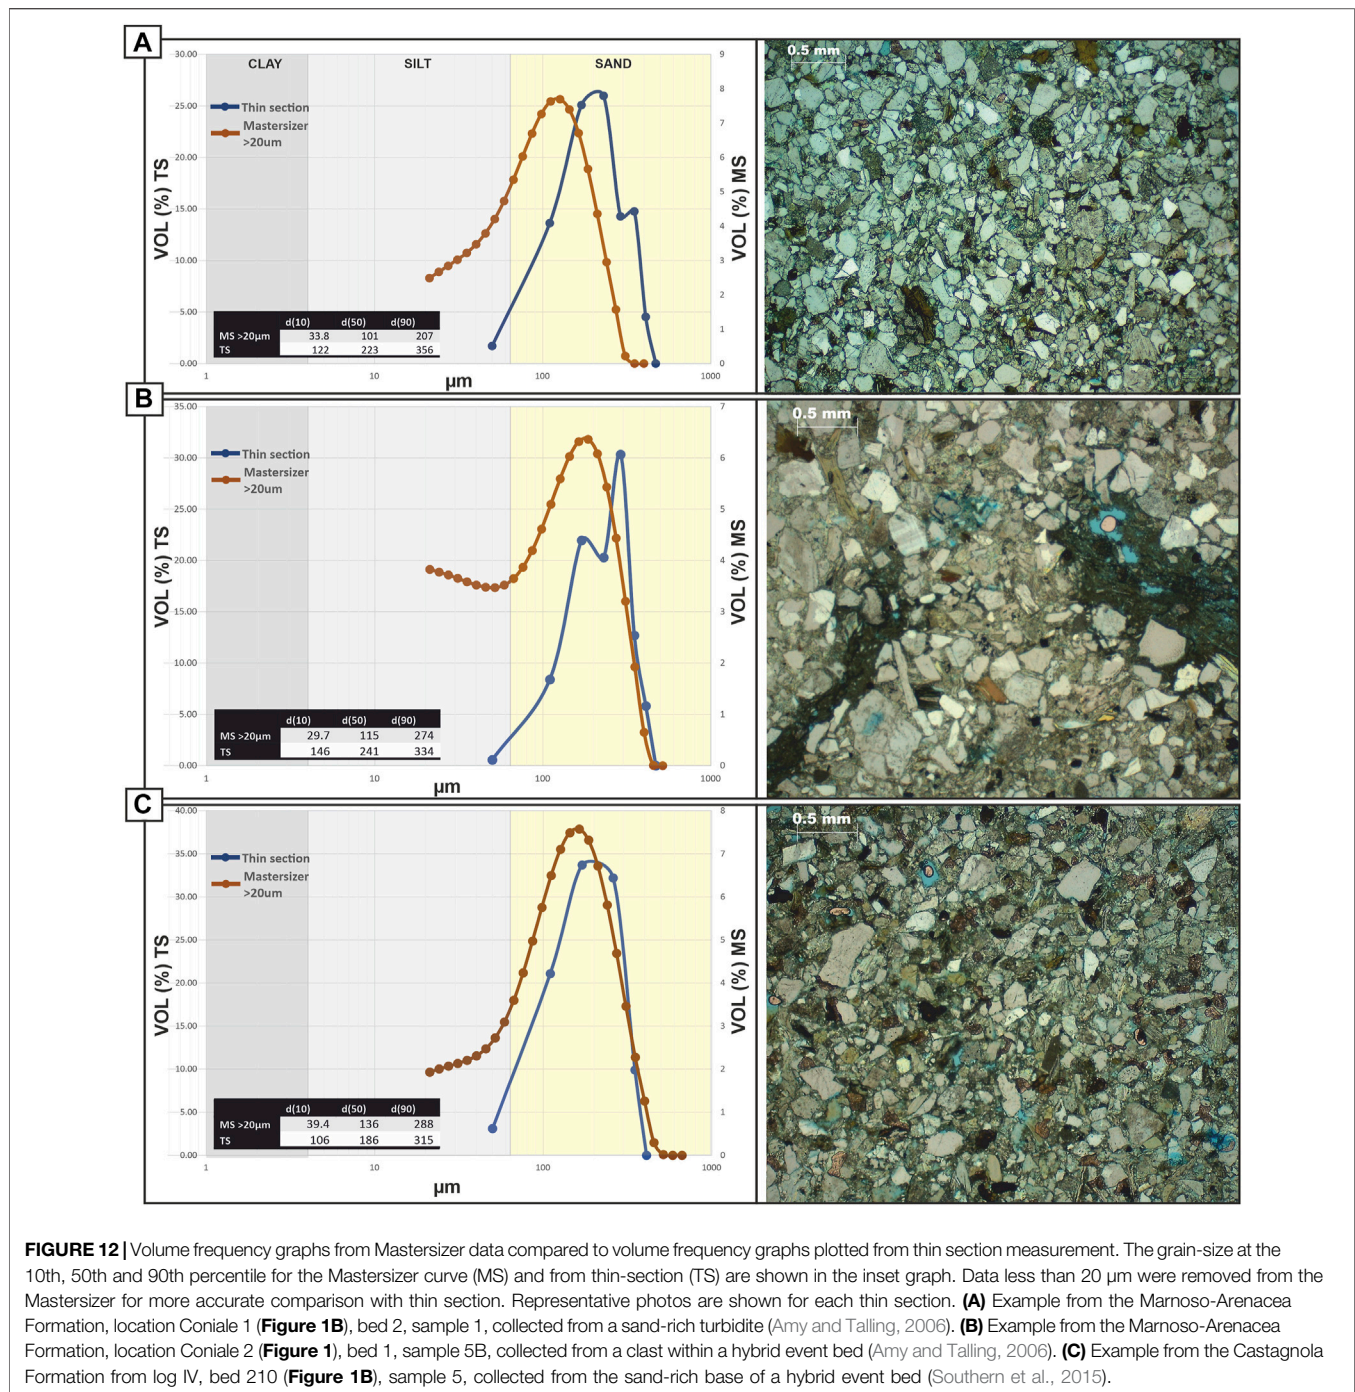 A
30.00
25.00
20.00
15.00
10.00
5.00
0.00
VOL (%) TS
CLAY
SILT
SAND
Thin section
Mastersizer
>20um
d(10) d(50) d(90)
MS >20µm 33.8 101 207
TS 122 223 356
1 10 100 1000
µm
9
8
7
6
5
4
3
2
1
0
VOL (%) MS
0.5 mm
B
35.00
30.00
25.00
20.00
15.00
10.00
5.00
0.00
VOL (%) TS
Thin section
Mastersizer
>20um
d(10) d(50) d(90)
MS >20µm 29.7 115 274
TS 146 241 334
1 10 100 1000
µm
7
6
5
4
3
2
1
0
VOL (%) MS
0.5 mm
C
40.00
35.00
30.00
25.00
20.00
15.00
10.00
5.00
0.00
VOL (%) TS
Thin section
Mastersizer
>20um
d(10) d(50) d(90)
MS >20µm 39.4 136 288
TS 106 186 315
1 10 100 1000
µm
8
7
6
5
4
3
2
1
0
VOL (%) MS
0.5 mm
FIGURE 12 | Volume frequency graphs from Mastersizer data compared to volume frequency graphs plotted from thin section measurement. The grain-size at the
10th, 50th and 90th percentile for the Mastersizer curve (MS) and from thin-section (TS) are shown in the inset graph. Data less than 20 µm were removed from the
Mastersizer for more accurate comparison with thin section. Representative photos are shown for each thin section. (A) Example from the Marnoso-Arenacea
Formation, location Coniale 1 (Figure 1B), bed 2, sample 1, collected from a sand-rich turbidite (Amy and Talling, 2006). (B) Example from the Marnoso-Arenacea
Formation, location Coniale 2 (Figure 1), bed 1, sample 5B, collected from a clast within a hybrid event bed (Amy and Talling, 2006). (C) Example from the Castagnola
Formation from log IV, bed 210 (Figure 1B), sample 5, collected from the sand-rich base of a hybrid event bed (Southern et al., 2015).